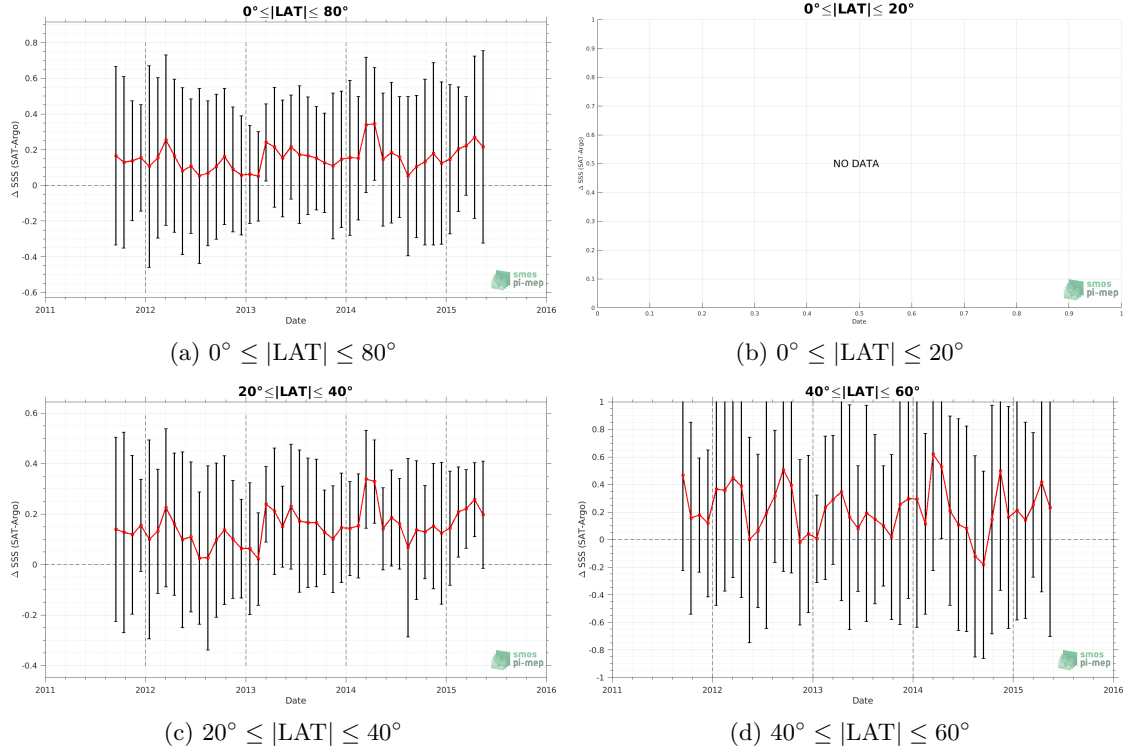 0°≤|LAT|≤ 80°
0.8
0.6
0.4
0.2
0
-0.2
-0.4
-0.6
Δ SSS (SAT-Argo)
2011
2012
2013
2014
2015
2016
Date
smos
pi-mep
(a) 0° ≤ |LAT| ≤ 80°
0°≤|LAT|≤ 20°
1
0.9
0.8
0.7
0.6
0.5
0.4
0.3
0.2
0.1
0
Δ SSS (SAT-Argo)
NO DATA
0
0.1
0.2
0.3
0.4
0.5
0.6
0.7
0.8
0.9
1
Date
smos
pi-mep
(b) 0° ≤ |LAT| ≤ 20°
20°≤|LAT|≤ 40°
0.6
0.4
0.2
0
-0.2
-0.4
Δ SSS (SAT-Argo)
2011
2012
2013
2014
2015
2016
Date
smos
pi-mep
(c) 20° ≤ |LAT| ≤ 40°
40°≤|LAT|≤ 60°
1
0.8
0.6
0.4
0.2
0
-0.2
-0.4
-0.6
-0.8
-1
Δ SSS (SAT-Argo)
2011
2012
2013
2014
2015
2016
Date
smos
pi-mep
(d) 40° ≤ |LAT| ≤ 60°